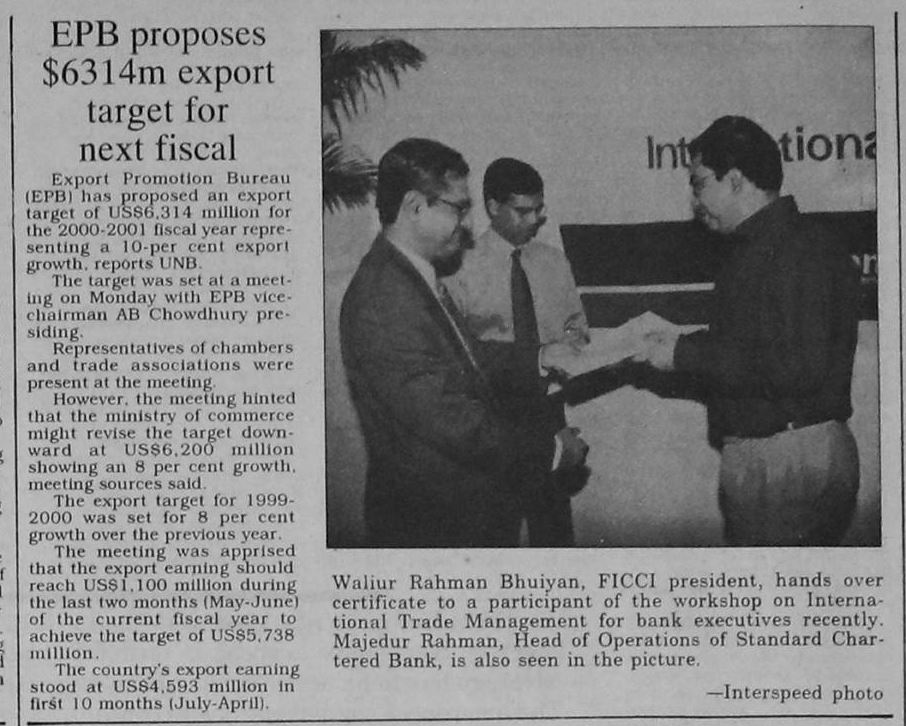 EPB proposes
$6314m export
target for
next fiscal
Export Promotion Bureau
(EPB) has proposed an export
target of US$6,314 million for
the 2000-2001 fiscal year repre-
senting a 10-per cent export
growth, reports UNB.
The target was set at a meet-
ing on Monday with EPB vice-
chairman AB Chowdhury pre-
siding.
Representatives of chambers
and trade associations were
present at the meeting.
However, the meeting hinted
that the ministry of commerce
might revise the target down-
ward at US$6,200 million
showing an 8 per cent growth,
meeting sources said.
The export target for 1999-
2000 was set for 8 per cent
growth over the previous year.
The meeting was apprised
that the export earning should
reach US$1,100 million during
the last two months (May-June)
of the current fiscal year to
achieve the target of US$5,738
million.
The country's export earning
stood at US$4,593 million in
first 10 months (July-April).
Int tiona
Waliur Rahman Bhuiyan, FICCI president, hands over
certificate to a participant of the workshop on Interna-
tional Trade Management for bank executives recently.
Majedur Rahman, Head of Operations of Standard Char-
tered Bank, is also seen in the picture.
—Interspeed photo